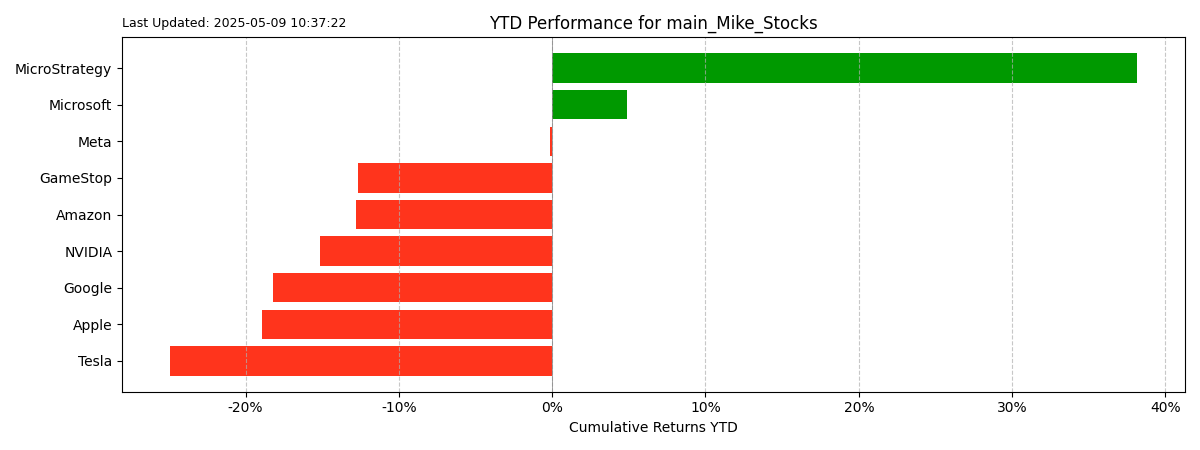 Last Updated: 2025-05-09 10:37:22
YTD Performance for main_Mike_Stocks
MicroStrategy
Microsoft
Meta
GameStop
Amazon
NVIDIA
Google
Apple
Tesla
-20% -10% 0% 10% 20% 30% 40%
Cumulative Returns YTD